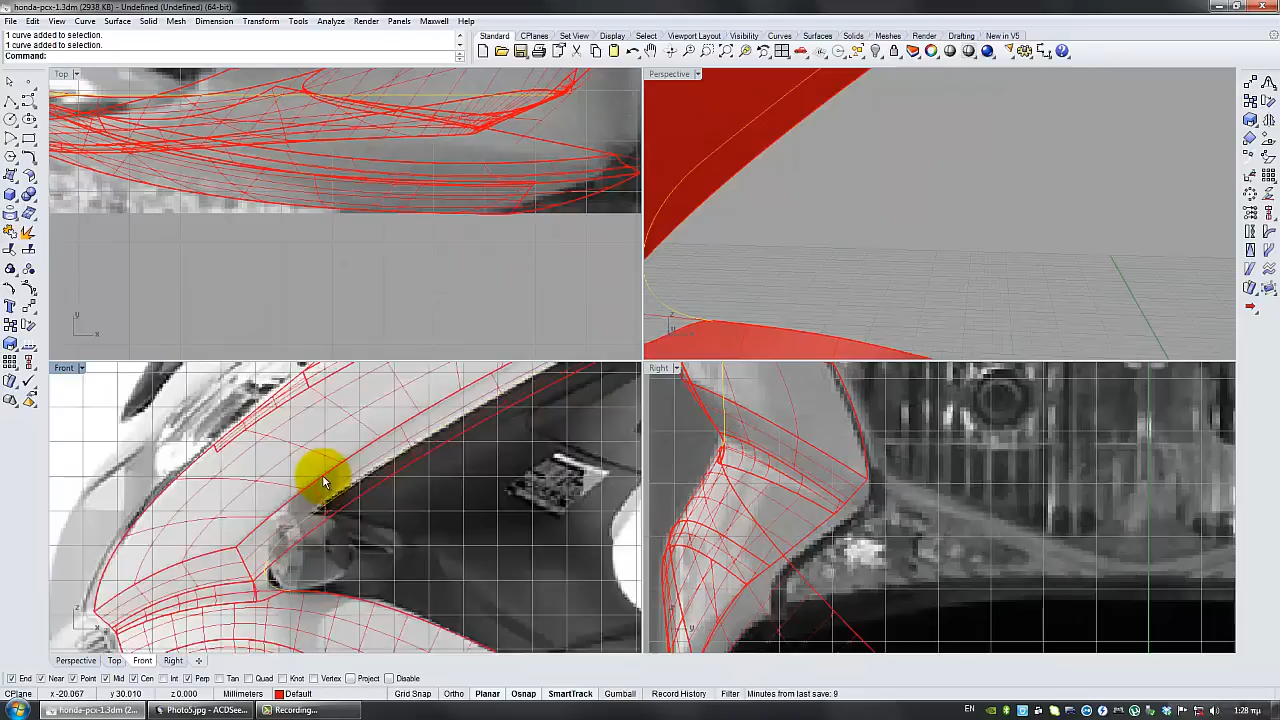 honda-pcx-1.3dm (2938 KB) - Undefined (Undefined) (64-bit)
File Edit View Curve Surface Solid Mesh Dimension Transform Tools Analyze Render Panels Maxwell Help
1 curve added to selection.
1 curve added to selection.
Command:
Standard CPlanes Set View Display Select Viewport Layout Visibility Curves Surfaces Solids Meshes Render Drafting New in V5
Top
Perspective
y
x
z
Front
Right
z
x
y
Perspective Top Front Right
End Near Point Mid Cen Int Perp Tan Quad Knot Vertex Project Disable
CPlane x -20.067 y 30.010 z 0.000 Millimeters Default Grid Snap Ortho Planar Osnap SmartTrack Gumball Record History Filter Minutes from last save: 9
honda-pcx-1.3dm (2... Photo5.jpg - ACDSee... Recording... EN 1:28 πμ